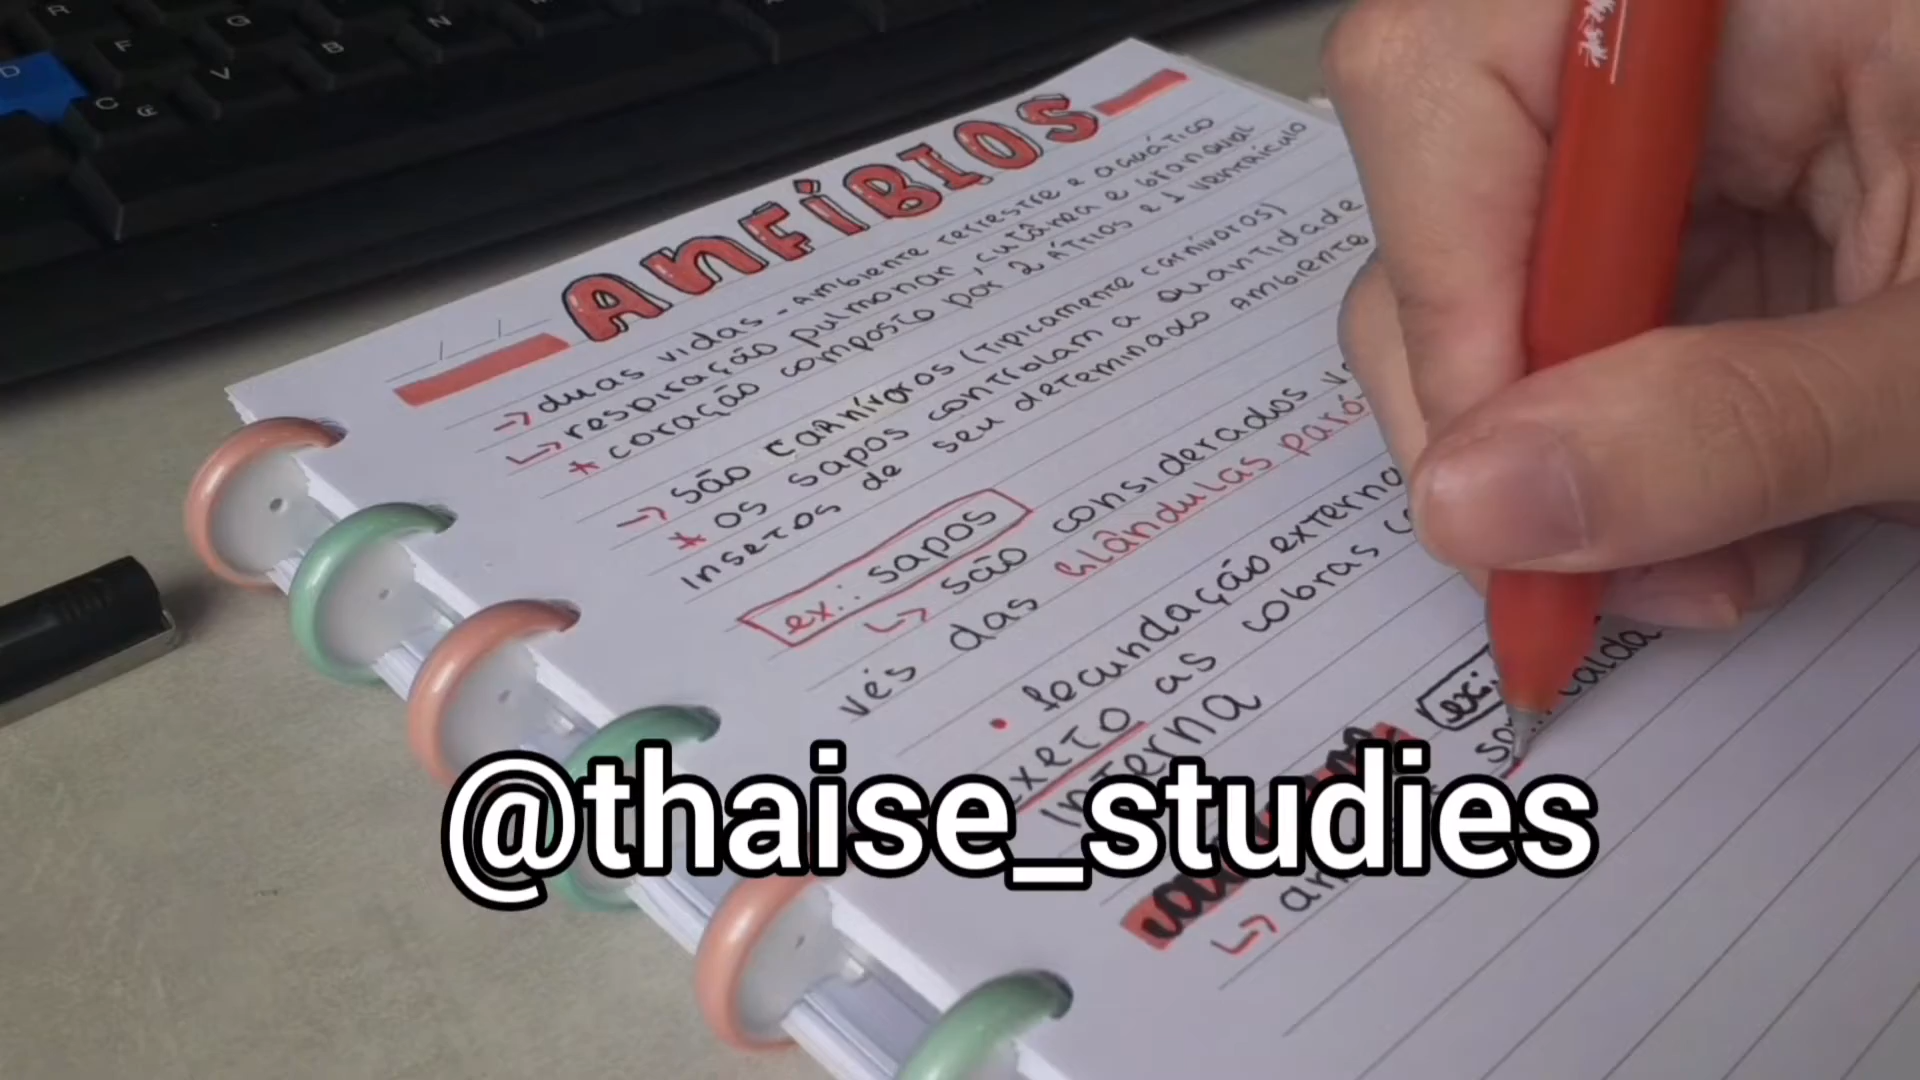 ANFÍBIOS
-> duas vidas - ambiente terrestre e aquático
↳ respiração pulmonar, cutânea e branquial
* coração composto por 2 átrios e 1 ventrículo
-> são carnívoros (tipicamente carnívoros)
* os sapos controlam a quantidade
insetos de seu determinado ambiente
ex.: sapos
↳ são considerados
vés das glândulas
• fecundação externa
exeto as cobras
interna
ex:
@thaise_studies